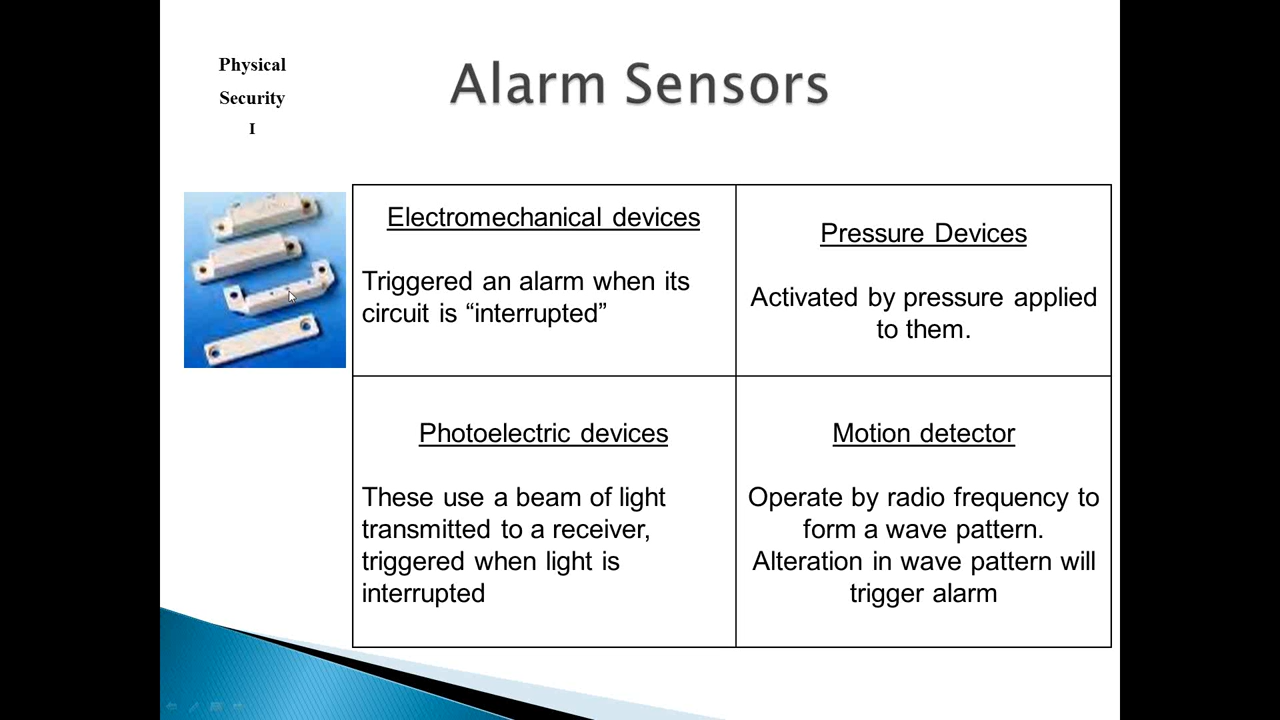 Physical
Security
I
Alarm Sensors
Electromechanical devices
Triggered an alarm when its
circuit is “interrupted”
Pressure Devices
Activated by pressure applied
to them.
Photoelectric devices
These use a beam of light
transmitted to a receiver,
triggered when light is
interrupted
Motion detector
Operate by radio frequency to
form a wave pattern.
Alteration in wave pattern will
trigger alarm